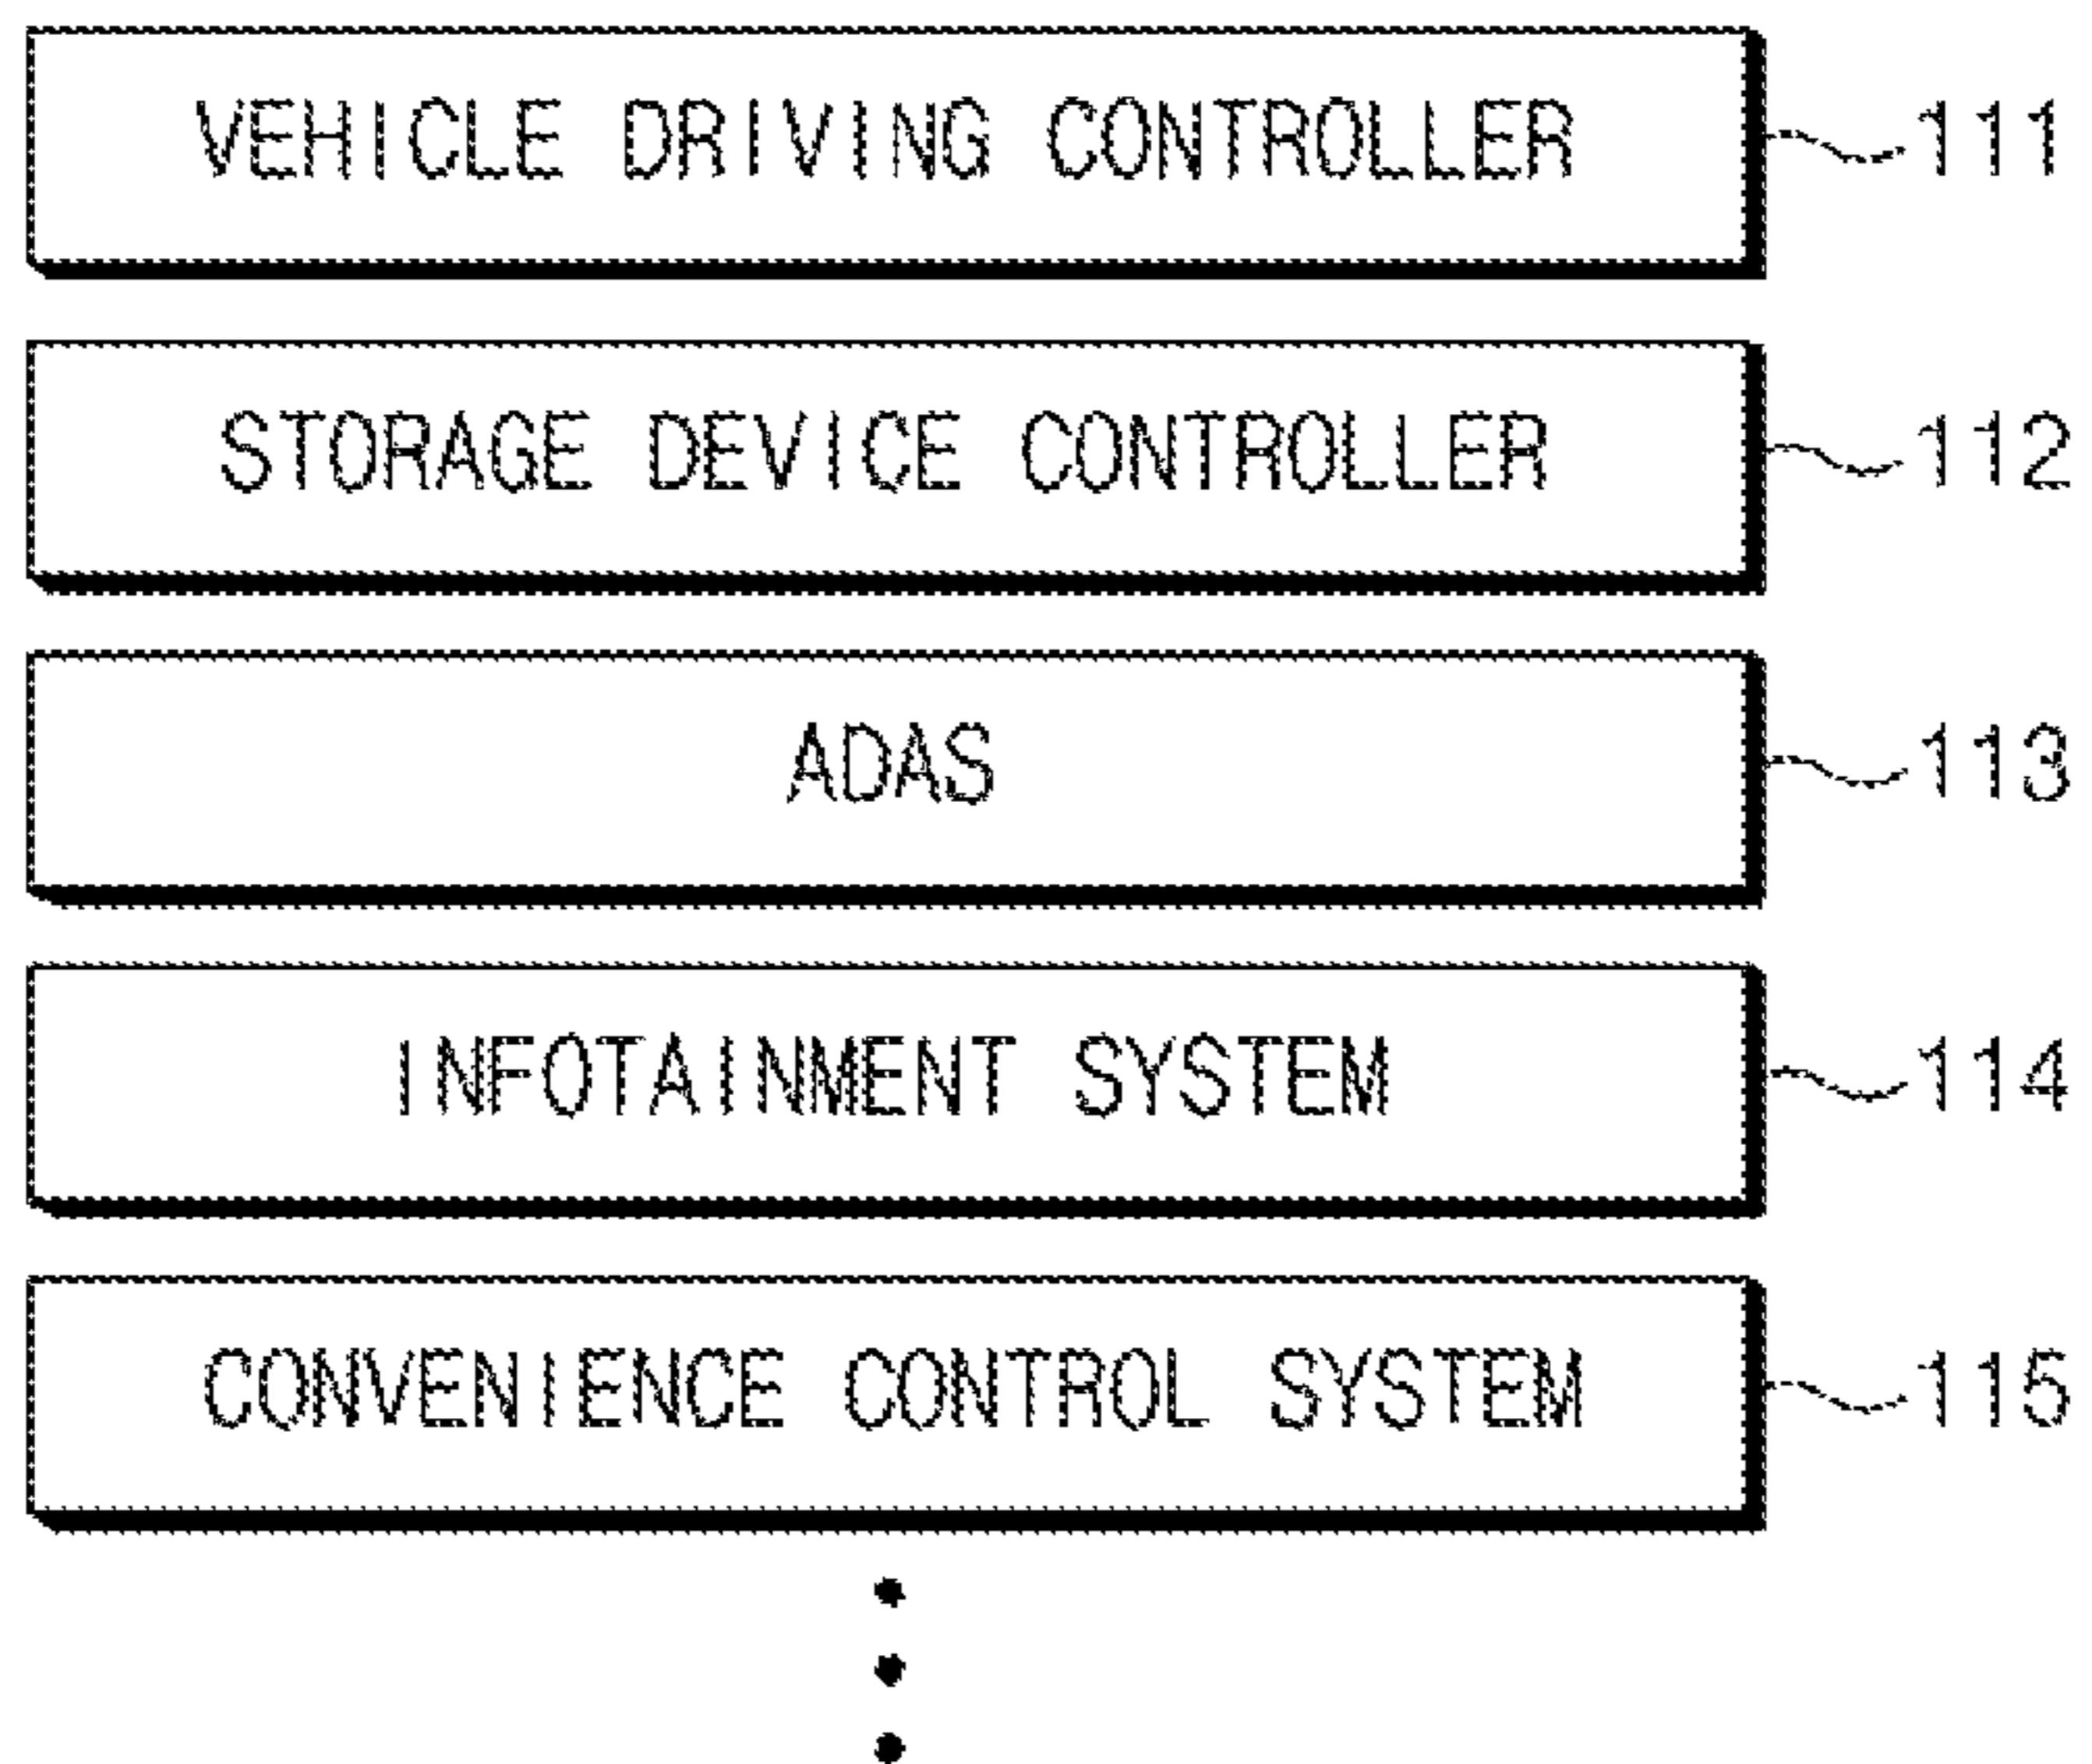 VEHICLE DRIVING CONTROLLER 111
STORAGE DEVICE CONTROLLER 112
ADAS 113
INFOTAINMENT SYSTEM 114
CONVENIENCE CONTROL SYSTEM 115